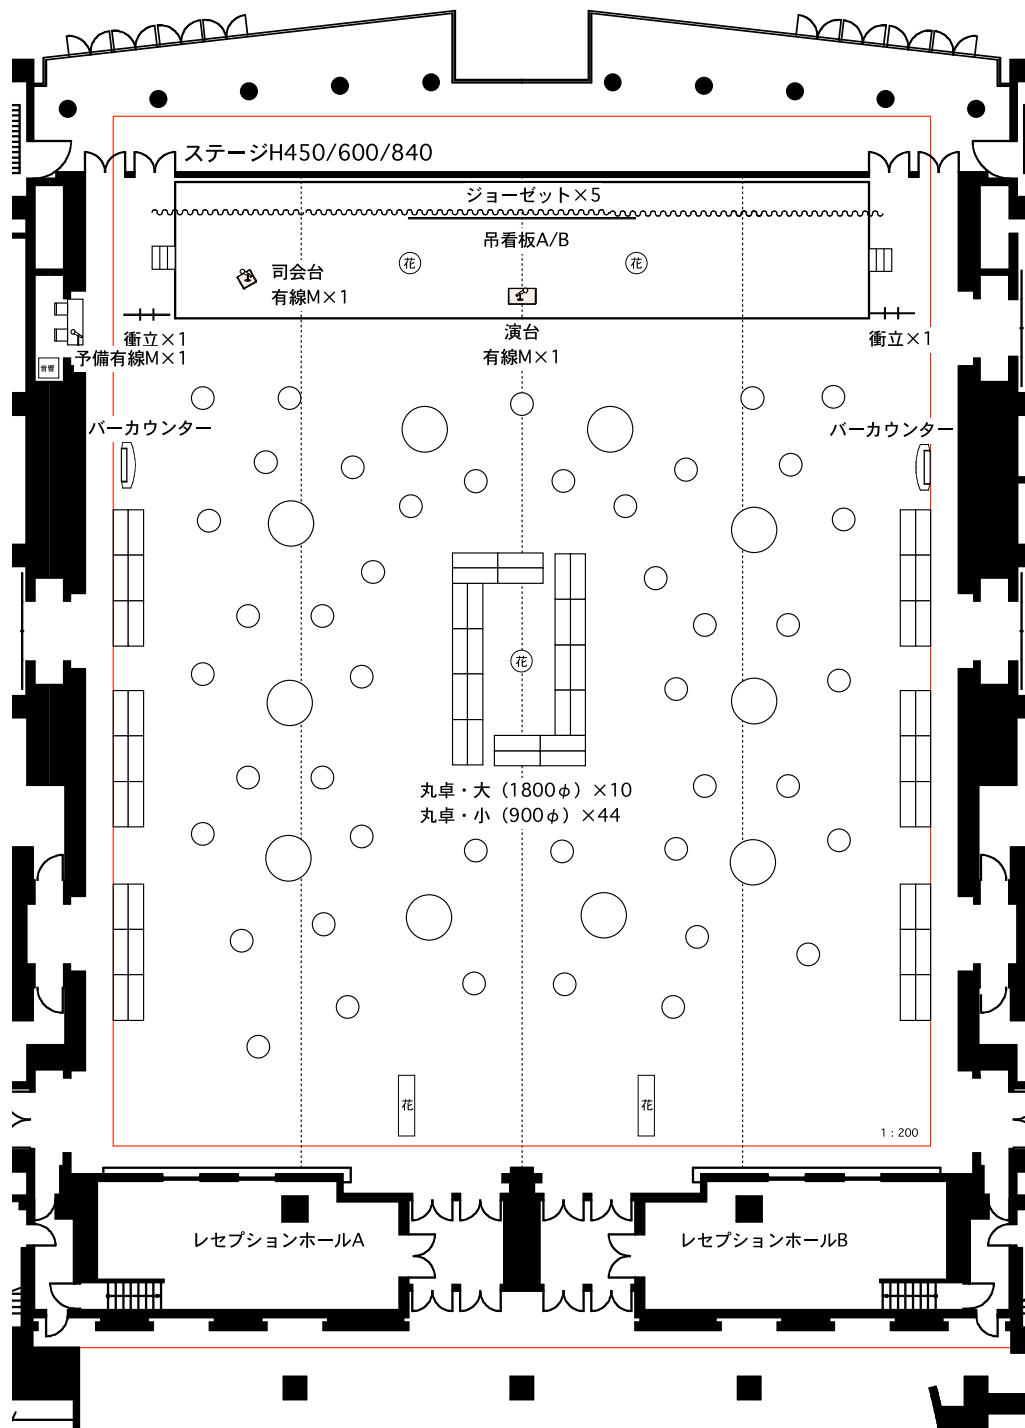 ステージH450/600/840
ジョーゼット×5
吊看板A/B
花
花
司会台
有線M×1
演台
有線M×1
衝立×1
衝立×1
予備有線M×1
音響
バーカウンター
バーカウンター
花
丸卓・大（1800φ）×10
丸卓・小（900φ）×44
花
花
1：200
レセプションホールA
レセプションホールB